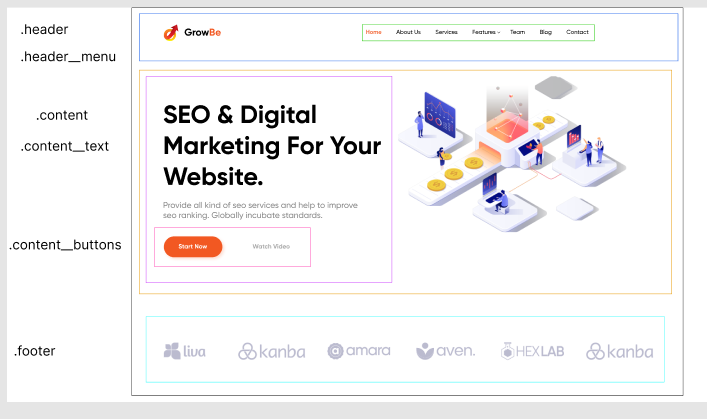 .header
GrowBe
Home About Us Services Features Team Blog Contact
.header__menu
.content
SEO & Digital
Marketing For Your
Website.
.content__text
Provide all kind of seo services and help to improve
seo ranking. Globally incubate standards.
.content__buttons
Start Now Watch Video
.footer
liva kanba amara aven. HEXLAB kanba